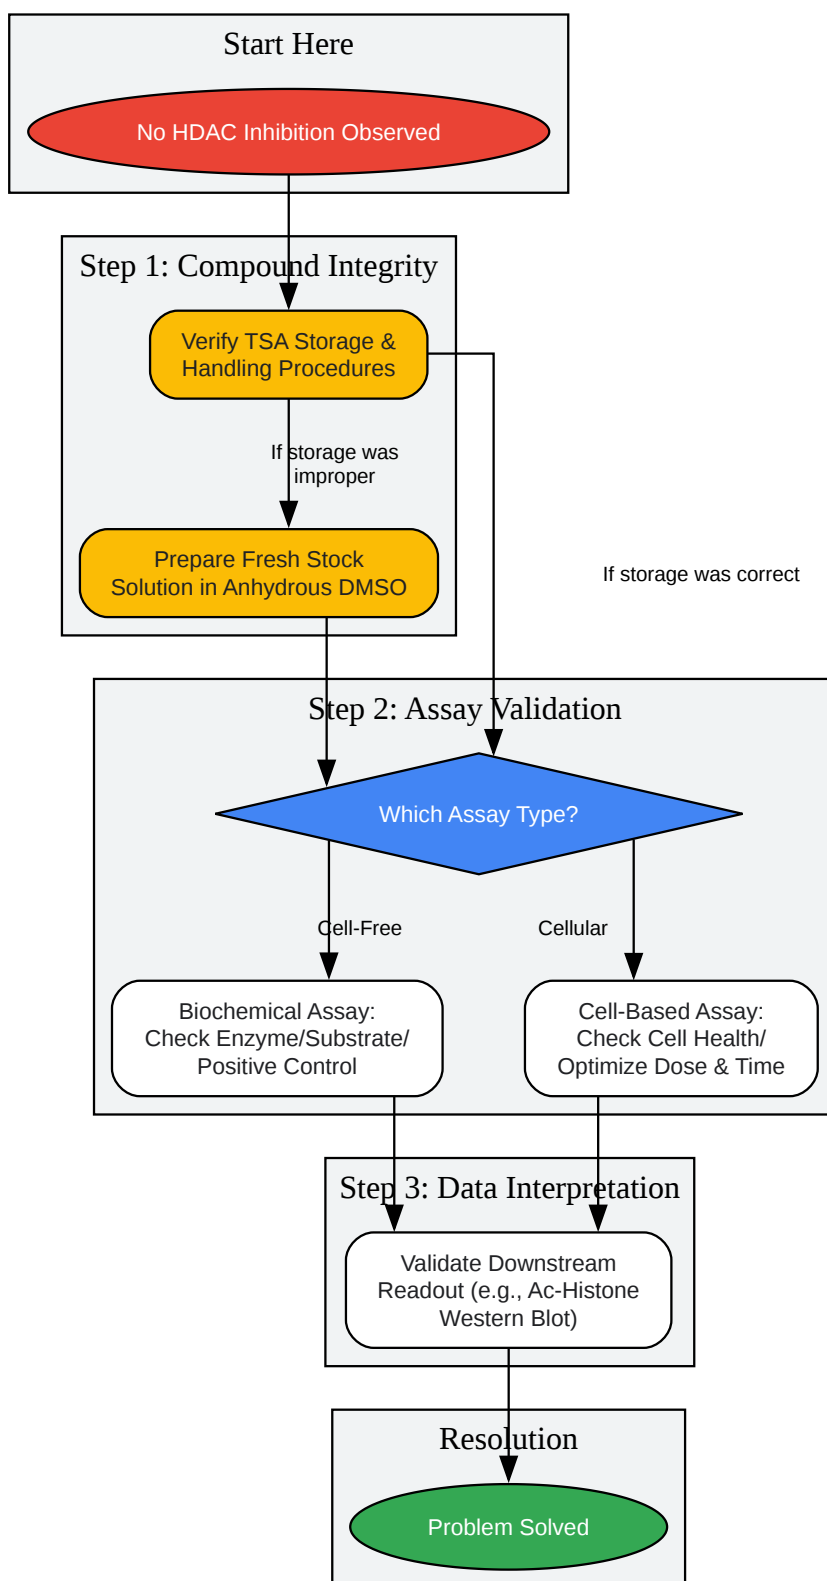 Start Here
No HDAC Inhibition Observed
Step 1: Compound Integrity
Verify TSA Storage &
Handling Procedures
If storage was
improper
Prepare Fresh Stock
Solution in Anhydrous DMSO
If storage was correct
Step 2: Assay Validation
Which Assay Type?
Cell-Free
Cellular
Biochemical Assay:
Check Enzyme/Substrate/
Positive Control
Cell-Based Assay:
Check Cell Health/
Optimize Dose & Time
Step 3: Data Interpretation
Validate Downstream
Readout (e.g., Ac-Histone
Western Blot)
Resolution
Problem Solved